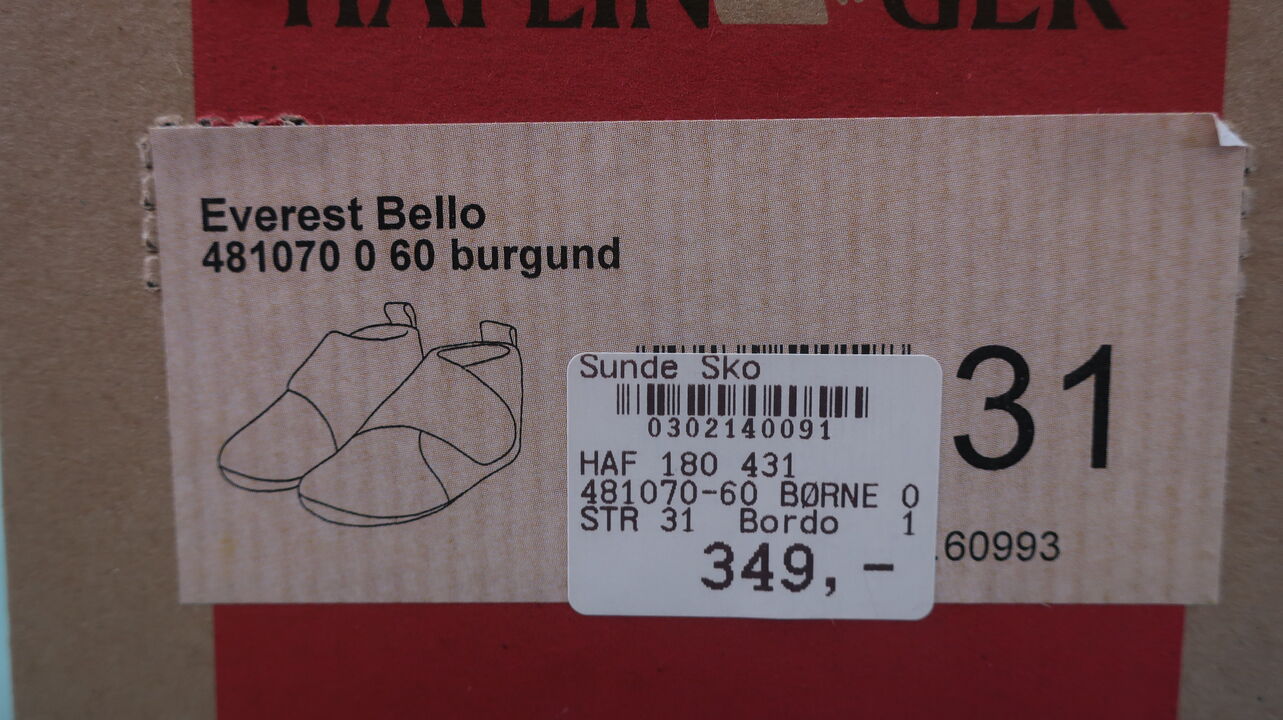 HAFLINGER
Everest Bello
481070 0 60 burgund
31
Sunde Sko
0302140091
HAF 180 431
481070-60 BØRNE 0
STR 31 Bordo 1
349,-
.60993